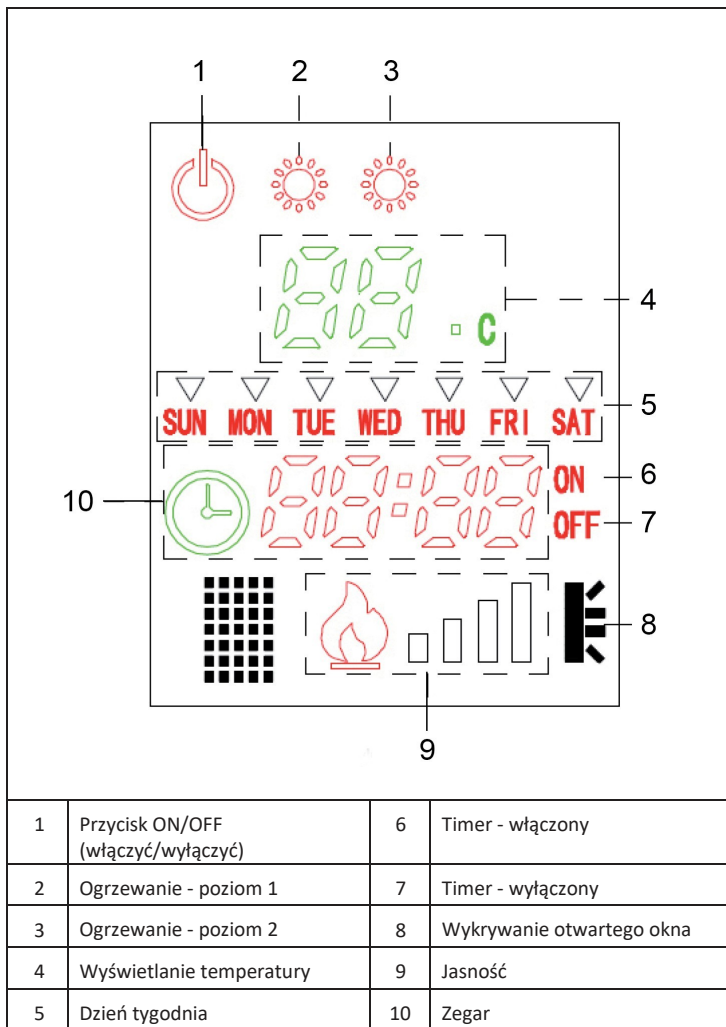 1 2 3
4
.C
SUN MON TUE WED THU FRI SAT 5
10 88:88 ON 6
OFF 7
8
9
1 Przycisk ON/OFF 6 Timer - włączony
(włączyć/wyłączyć)
2 Ogrzewanie - poziom 1 7 Timer - wyłączony
3 Ogrzewanie - poziom 2 8 Wykrywanie otwartego okna
4 Wyświetlanie temperatury 9 Jasność
5 Dzień tygodnia 10 Zegar